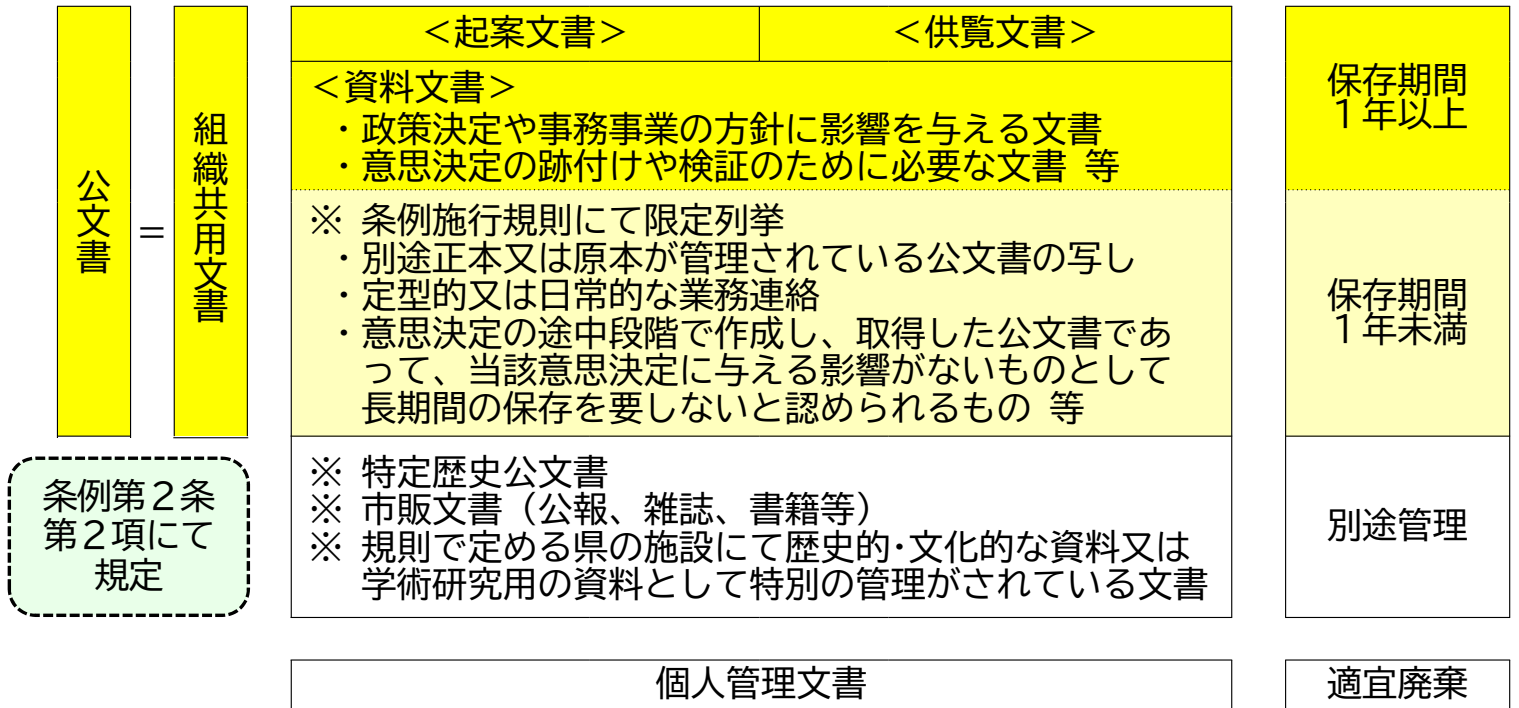 公文書
＝
組織共用文書
＜起案文書＞
＜供覧文書＞
＜資料文書＞
・政策決定や事務事業の方針に影響を与える文書
・意思決定の跡付けや検証のために必要な文書 等
保存期間
１年以上
※ 条例施行規則にて限定列挙
・別途正本又は原本が管理されている公文書の写し
・定型的又は日常的な業務連絡
・意思決定の途中段階で作成し、取得した公文書であ
って、当該意思決定に与える影響がないものとして
長期間の保存を要しないと認められるもの 等
保存期間
１年未満
条例第２条
第２項にて
規定
※ 特定歴史公文書
※ 市販文書（公報、雑誌、書籍等）
※ 規則で定める県の施設にて歴史的･文化的な資料又は
学術研究用の資料として特別の管理がされている文書
別途管理
個人管理文書
適宜廃棄